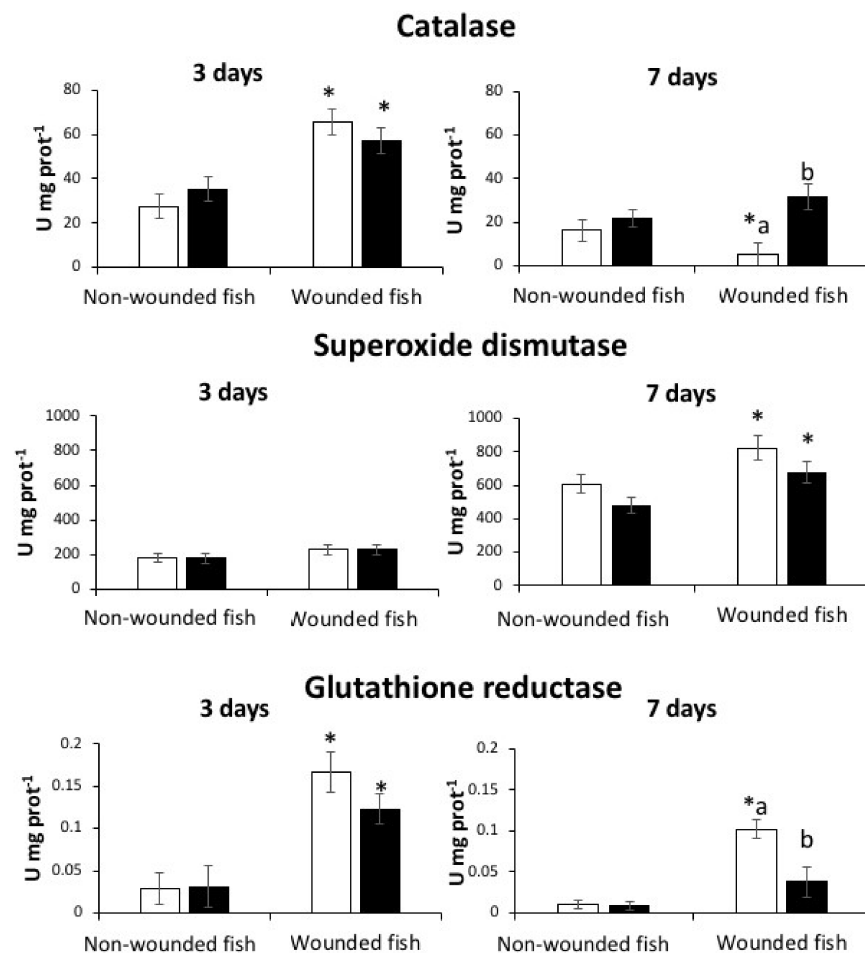 Catalase
3 days
7 days
U mg prot⁻¹
80
60
40
20
0
* *
Non-wounded fish Wounded fish
U mg prot⁻¹
80
60
40
20
0
*a b
Non-wounded fish Wounded fish
Superoxide dismutase
3 days
7 days
U mg prot⁻¹
1000
800
600
400
200
0
Non-wounded fish Wounded fish
U mg prot⁻¹
1000
800
600
400
200
0
* *
Non-wounded fish Wounded fish
Glutathione reductase
3 days
7 days
U mg prot⁻¹
0.2
0.15
0.1
0.05
0
* *
Non-wounded fish Wounded fish
U mg prot⁻¹
0.2
0.15
0.1
0.05
0
*a b
Non-wounded fish Wounded fish